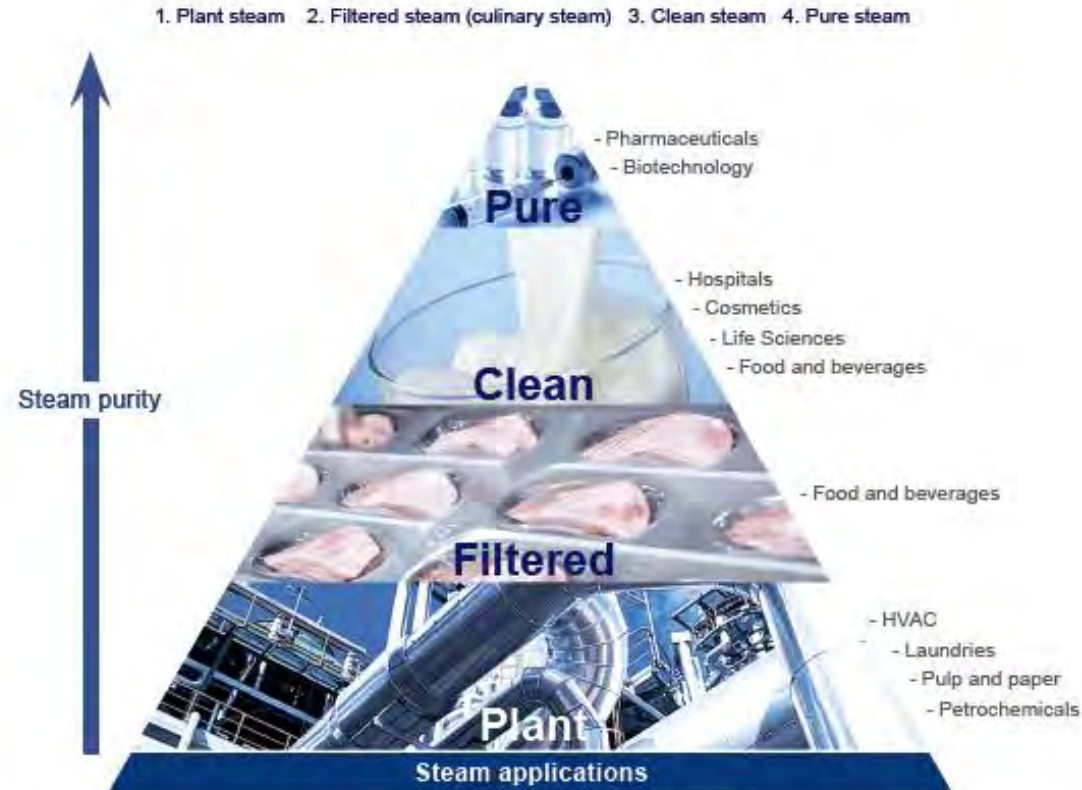 1. Plant steam 2. Filtered steam (culinary steam) 3. Clean steam 4. Pure steam
- Pharmaceuticals
- Biotechnology
Pure
- Hospitals
- Cosmetics
- Life Sciences
- Food and beverages
Clean
Steam purity
- Food and beverages
Filtered
- HVAC
- Laundries
- Pulp and paper
- Petrochemicals
Plant
Steam applications